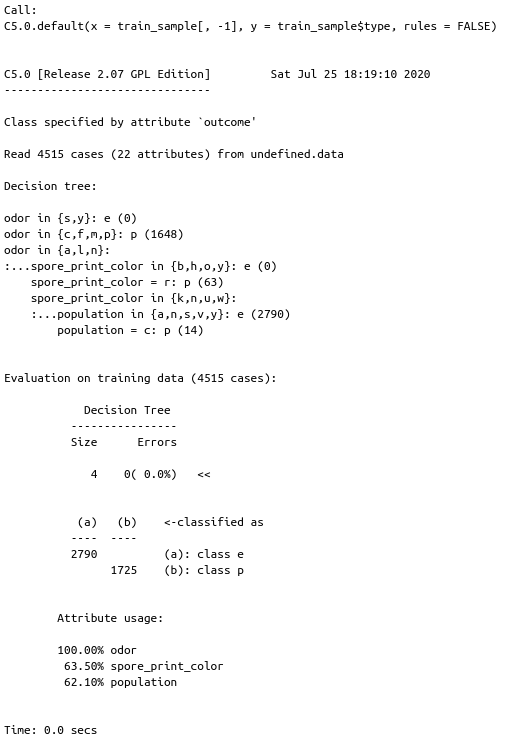 Call:
C5.0.default(x = train_sample[, -1], y = train_sample$type, rules = FALSE)
C5.0 [Release 2.07 GPL Edition]         Sat Jul 25 18:19:10 2020
-------------------------------
Class specified by attribute `outcome'
Read 4515 cases (22 attributes) from undefined.data
Decision tree:
odor in {s,y}: e (0)
odor in {c,f,m,p}: p (1648)
odor in {a,l,n}:
:...spore_print_color in {b,h,o,y}: e (0)
    spore_print_color = r: p (63)
    spore_print_color in {k,n,u,w}:
    :...population in {a,n,s,v,y}: e (2790)
        population = c: p (14)
Evaluation on training data (4515 cases):
            Decision Tree
          ----------------
          Size      Errors
             4    0( 0.0%)   <<
           (a)   (b)    <-classified as
          ----  ----
          2790          (a): class e
                1725    (b): class p
        Attribute usage:
        100.00% odor
         63.50% spore_print_color
         62.10% population
Time: 0.0 secs